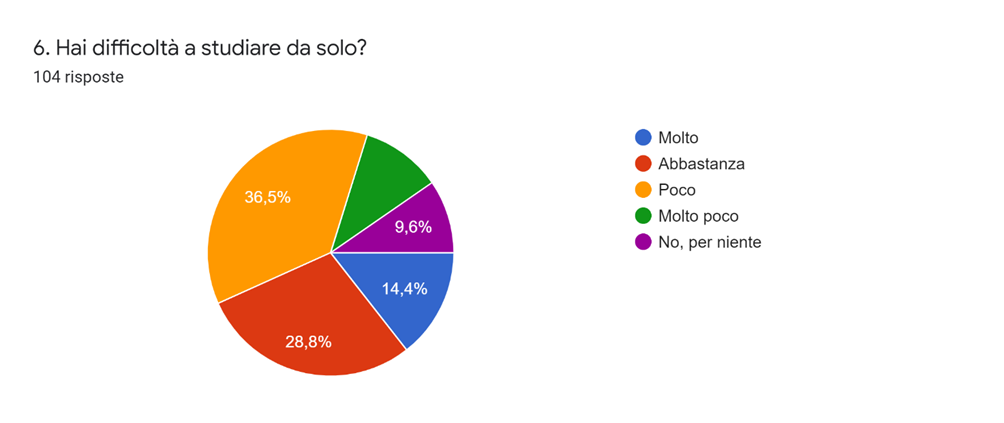 6. Hai difficoltà a studiare da solo?
104 risposte
36,5%
9,6%
14,4%
28,8%
Molto
Abbastanza
Poco
Molto poco
No, per niente